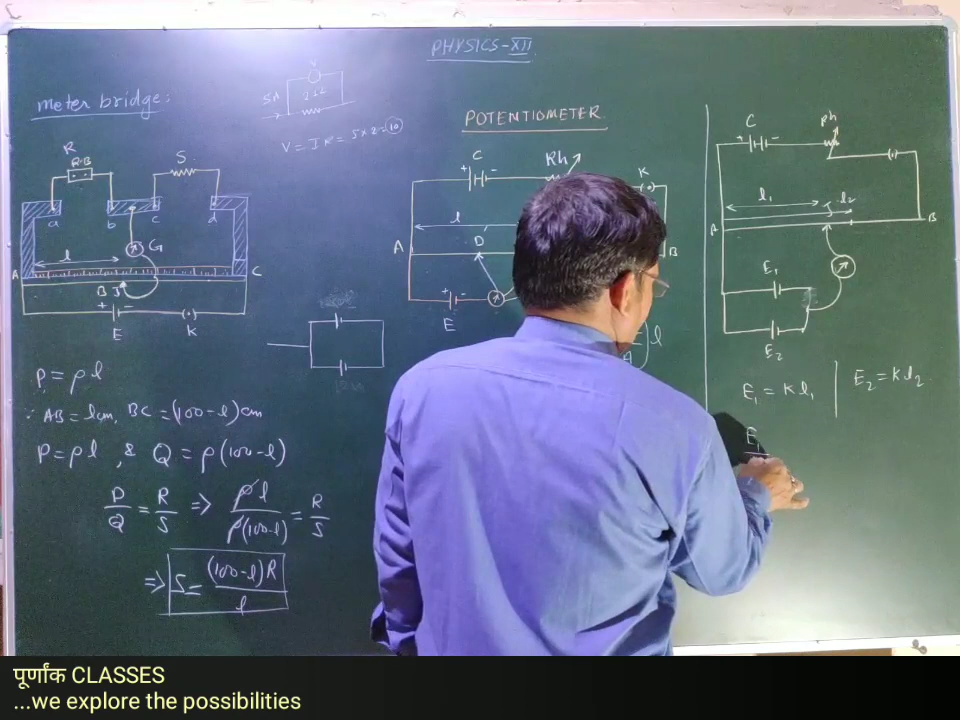 PHYSICS-XII
meter bridge:
V
5A
2Ω
V = IR = 5×2=10
R
R·B
S
a
b
c
d
G
l
A
B
J
C
+
-
E
K
P = ρl
∵ AB = l cm, BC = (100-l) cm
P = ρl , & Q = ρ(100-l)
P/Q = R/S => ρl/ρ(100-l) = R/S
=> S = (100-l)R/l
POTENTIOMETER
C
Rh
+
-
K
l
D'
A
B
+
-
E
A) l
C
Rh
+
-
l₁
J
l₂
A
B
E₁
E₂
E₁ = Kl₁
E₂ = Kl₂
E₁
पूर्णांक CLASSES
...we explore the possibilities